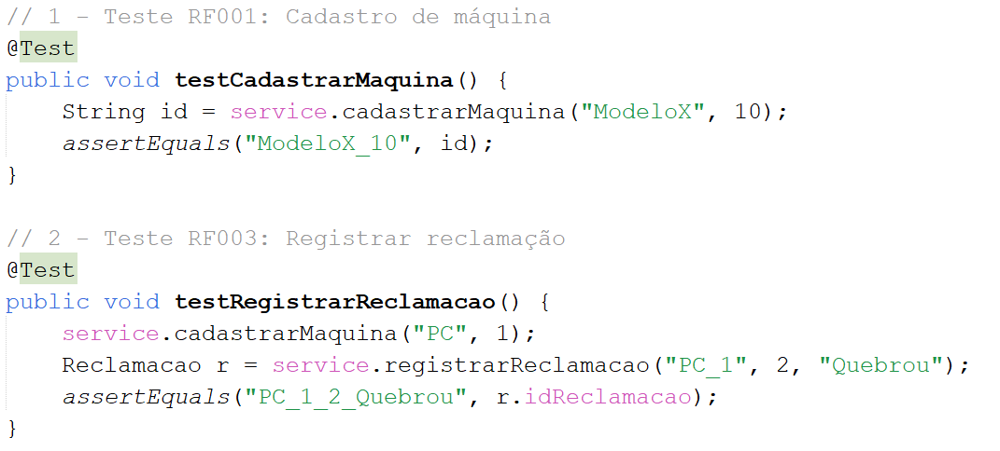 // 1 – Teste RF001: Cadastro de máquina
@Test
public void testCadastrarMaquina() {
    String id = service.cadastrarMaquina("ModeloX", 10);
    assertEquals("ModeloX_10", id);
}

// 2 – Teste RF003: Registrar reclamação
@Test
public void testRegistrarReclamacao() {
    service.cadastrarMaquina("PC", 1);
    Reclamacao r = service.registrarReclamacao("PC_1", 2, "Quebrou");
    assertEquals("PC_1_2_Quebrou", r.idReclamacao);
}